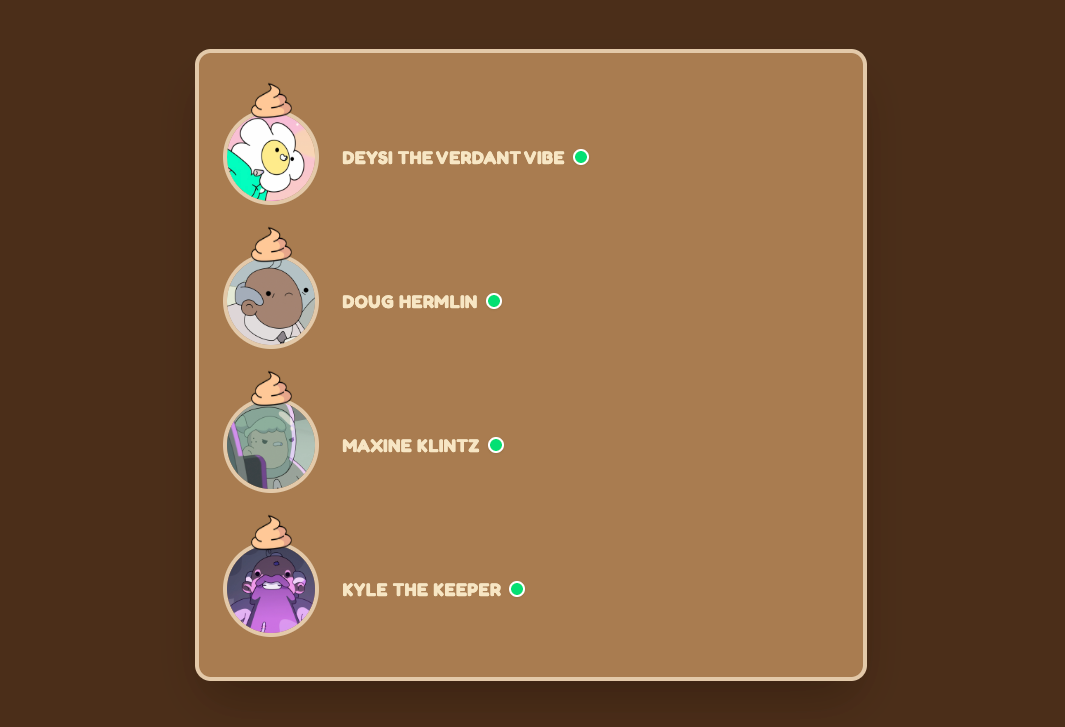 DEYSI THE VERDANT VIBE
DOUG HERMLIN
MAXINE KLINTZ
KYLE THE KEEPER